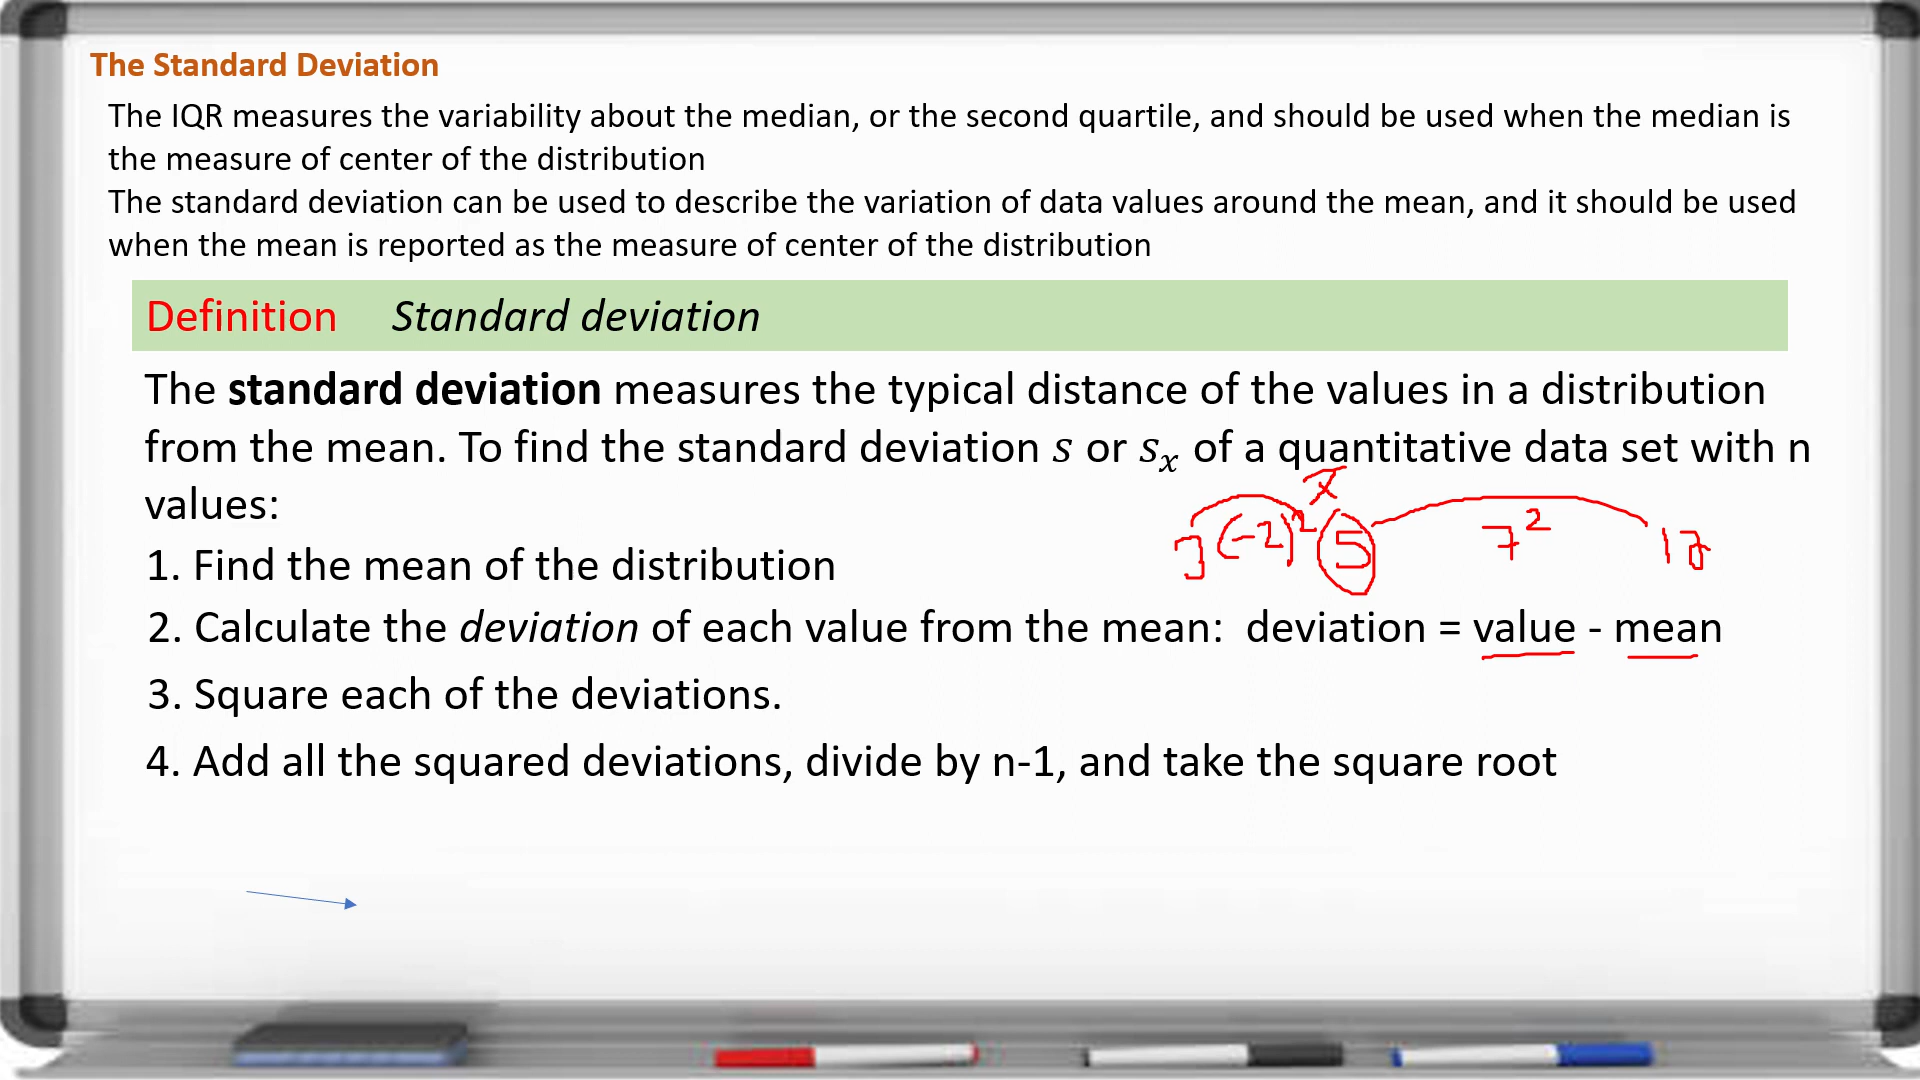 The Standard Deviation
The IQR measures the variability about the median, or the second quartile, and should be used when the median is
the measure of center of the distribution
The standard deviation can be used to describe the variation of data values around the mean, and it should be used
when the mean is reported as the measure of center of the distribution
Definition Standard deviation
The standard deviation measures the typical distance of the values in a distribution
from the mean. To find the standard deviation s or sₓ of a quantitative data set with n
values:
x̄
3 (-2)² 5 7² 12
1. Find the mean of the distribution
2. Calculate the deviation of each value from the mean: deviation = value - mean
3. Square each of the deviations.
4. Add all the squared deviations, divide by n-1, and take the square root